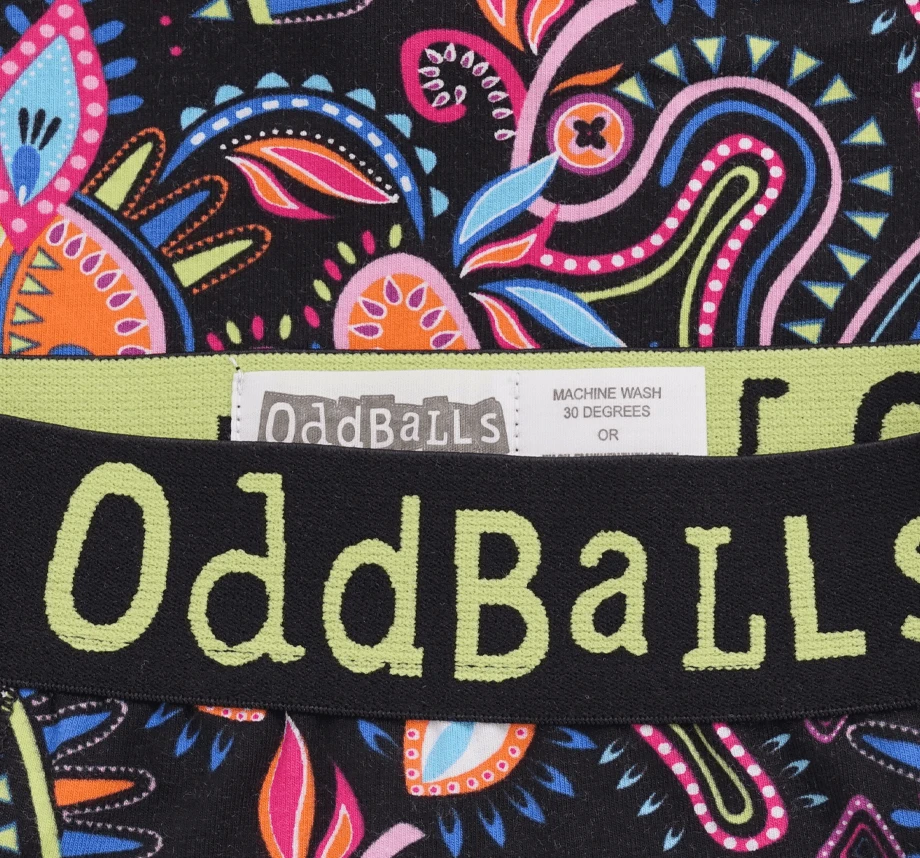 OddBaLLs
MACHINE WASH
30 DEGREES
OR
OddBaLLs